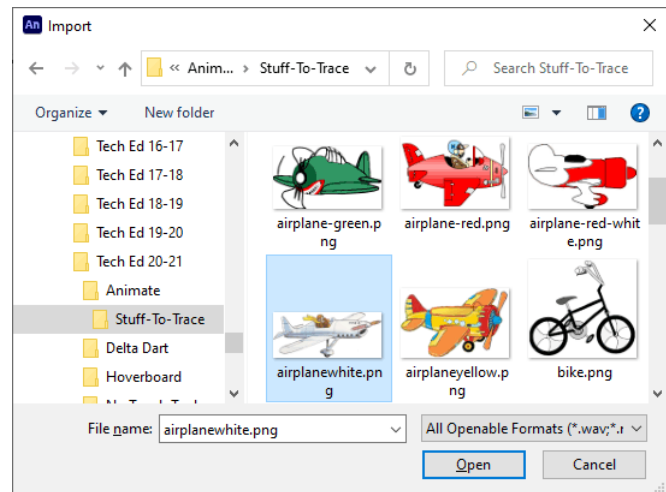 An Import
« Anim... > Stuff-To-Trace
Search Stuff-To-Trace
Organize
New folder
Tech Ed 16-17
Tech Ed 17-18
Tech Ed 18-19
Tech Ed 19-20
Tech Ed 20-21
Animate
Stuff-To-Trace
Delta Dart
Hoverboard
airplane-green.p
ng
airplane-red.png
airplane-red-whit
e.png
airplanewhite.pn
g
airplaneyellow.p
ng
bike.png
File name:
airplanewhite.png
All Openable Formats (*.wav;*.r
Open
Cancel